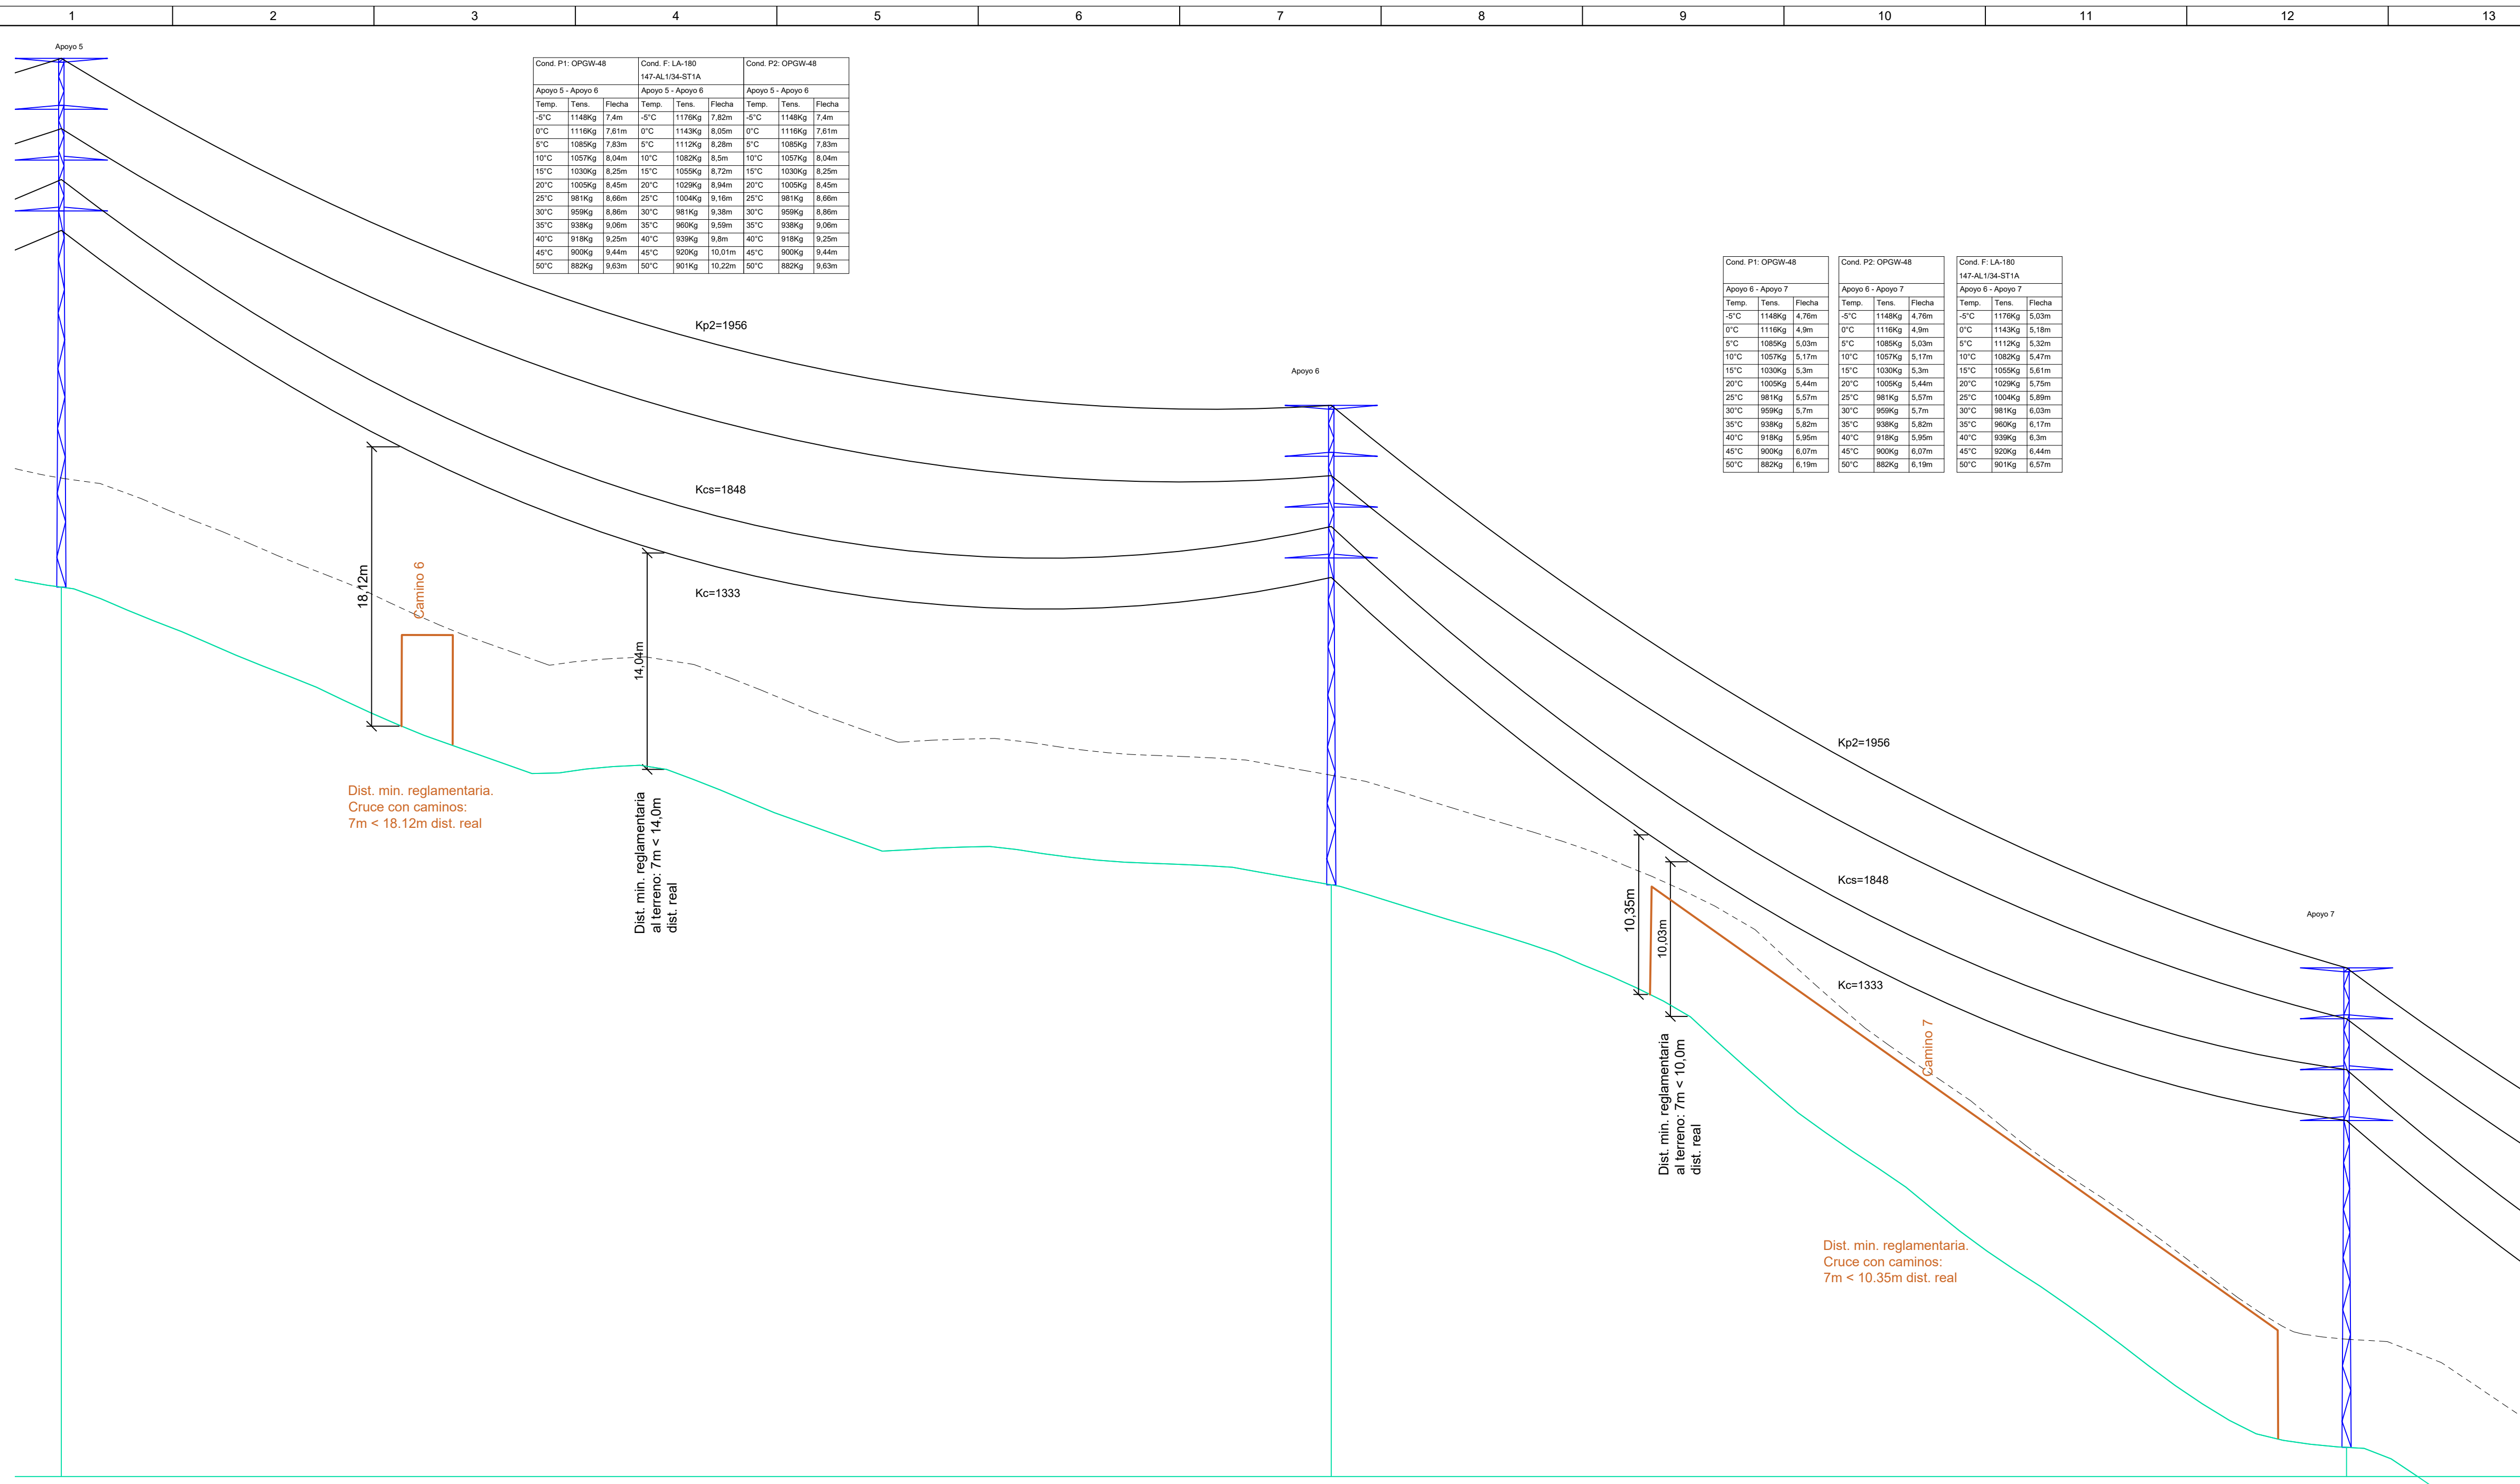 1 2 3 4 5 6 7 8 9 10 11 12 13
Apoyo 5
Cond. P1: OPGW-48 Cond. F: LA-180 Cond. P2: OPGW-48
147-AL1/34-ST1A
Apoyo 5 - Apoyo 6 Apoyo 5 - Apoyo 6 Apoyo 5 - Apoyo 6
Temp. Tens. Flecha Temp. Tens. Flecha Temp. Tens. Flecha
-5°C 1148Kg 7,4m -5°C 1176Kg 7,82m -5°C 1148Kg 7,4m
0°C 1116Kg 7,61m 0°C 1143Kg 8,05m 0°C 1116Kg 7,61m
5°C 1085Kg 7,83m 5°C 1112Kg 8,28m 5°C 1085Kg 7,83m
10°C 1057Kg 8,04m 10°C 1082Kg 8,5m 10°C 1057Kg 8,04m
15°C 1030Kg 8,25m 15°C 1055Kg 8,72m 15°C 1030Kg 8,25m
20°C 1005Kg 8,45m 20°C 1029Kg 8,94m 20°C 1005Kg 8,45m
25°C 981Kg 8,66m 25°C 1004Kg 9,16m 25°C 981Kg 8,66m
30°C 959Kg 8,86m 30°C 981Kg 9,38m 30°C 959Kg 8,86m
35°C 938Kg 9,06m 35°C 960Kg 9,59m 35°C 938Kg 9,06m
40°C 918Kg 9,25m 40°C 939Kg 9,8m 40°C 918Kg 9,25m
45°C 900Kg 9,44m 45°C 920Kg 10,01m 45°C 900Kg 9,44m
50°C 882Kg 9,63m 50°C 901Kg 10,22m 50°C 882Kg 9,63m
Kp2=1956
Kcs=1848
Kc=1333
18,12m
Camino 6
14,04m
Dist. min. reglamentaria.
Cruce con caminos:
7m < 18.12m dist. real
Dist. min. reglamentaria
al terreno: 7m < 14,0m
dist. real
Apoyo 6
Cond. P1: OPGW-48 Cond. P2: OPGW-48 Cond. F: LA-180
147-AL1/34-ST1A
Apoyo 6 - Apoyo 7 Apoyo 6 - Apoyo 7 Apoyo 6 - Apoyo 7
Temp. Tens. Flecha Temp. Tens. Flecha Temp. Tens. Flecha
-5°C 1148Kg 4,76m -5°C 1148Kg 4,76m -5°C 1176Kg 5,03m
0°C 1116Kg 4,9m 0°C 1116Kg 4,9m 0°C 1143Kg 5,18m
5°C 1085Kg 5,03m 5°C 1085Kg 5,03m 5°C 1112Kg 5,32m
10°C 1057Kg 5,17m 10°C 1057Kg 5,17m 10°C 1082Kg 5,47m
15°C 1030Kg 5,3m 15°C 1030Kg 5,3m 15°C 1055Kg 5,61m
20°C 1005Kg 5,44m 20°C 1005Kg 5,44m 20°C 1029Kg 5,75m
25°C 981Kg 5,57m 25°C 981Kg 5,57m 25°C 1004Kg 5,89m
30°C 959Kg 5,7m 30°C 959Kg 5,7m 30°C 981Kg 6,03m
35°C 938Kg 5,82m 35°C 938Kg 5,82m 35°C 960Kg 6,17m
40°C 918Kg 5,95m 40°C 918Kg 5,95m 40°C 939Kg 6,3m
45°C 900Kg 6,07m 45°C 900Kg 6,07m 45°C 920Kg 6,44m
50°C 882Kg 6,19m 50°C 882Kg 6,19m 50°C 901Kg 6,57m
Kp2=1956
Kcs=1848
Kc=1333
10,35m
10,03m
Dist. min. reglamentaria
al terreno: 7m < 10,0m
dist. real
Camino 7
Dist. min. reglamentaria.
Cruce con caminos:
7m < 10.35m dist. real
Apoyo 7